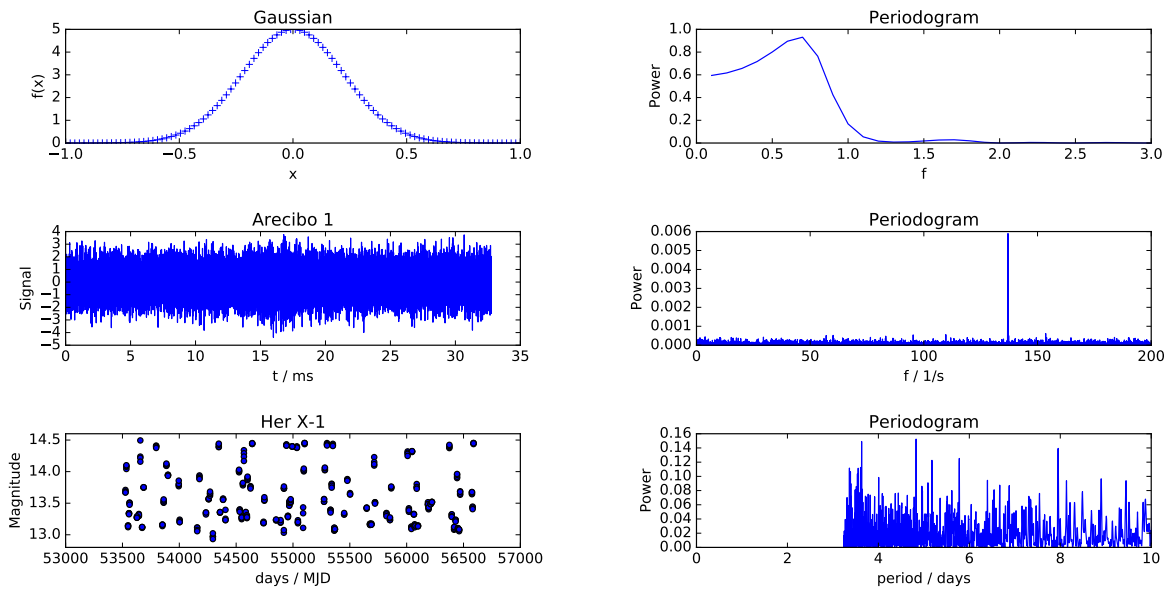 Gaussian
5
4
3
2
1
0
f(x)
−1.0 −0.5 0.0 0.5 1.0
x
Periodogram
1.0
0.8
0.6
0.4
0.2
0.0
Power
0.0 0.5 1.0 1.5 2.0 2.5 3.0
f
Arecibo 1
4
3
2
1
0
−1
−2
−3
−4
−5
Signal
0 5 10 15 20 25 30 35
t / ms
Periodogram
0.006
0.005
0.004
0.003
0.002
0.001
0.000
Power
0 50 100 150 200
f / 1/s
Her X-1
14.5
14.0
13.5
13.0
Magnitude
53000 53500 54000 54500 55000 55500 56000 56500 57000
days / MJD
Periodogram
0.16
0.14
0.12
0.10
0.08
0.06
0.04
0.02
0.00
Power
0 2 4 6 8 10
period / days